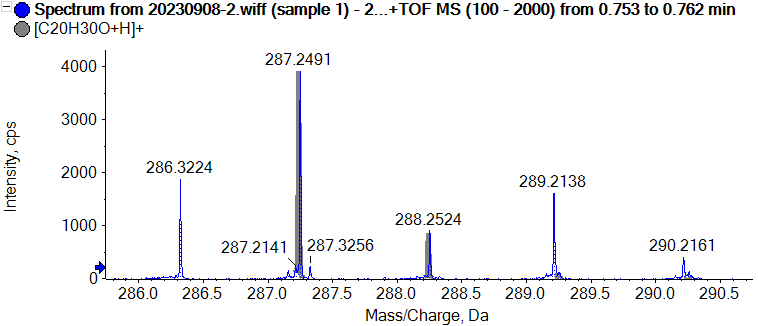 Spectrum from 20230908-2.wiff (sample 1) - 2...+TOF MS (100 - 2000) from 0.753 to 0.762 min
[C20H30O+H]+
Intensity, cps
4000
3000
2000
1000
0
287.2491
286.3224
289.2138
288.2524
287.2141
287.3256
290.2161
286.0 286.5 287.0 287.5 288.0 288.5 289.0 289.5 290.0 290.5
Mass/Charge, Da